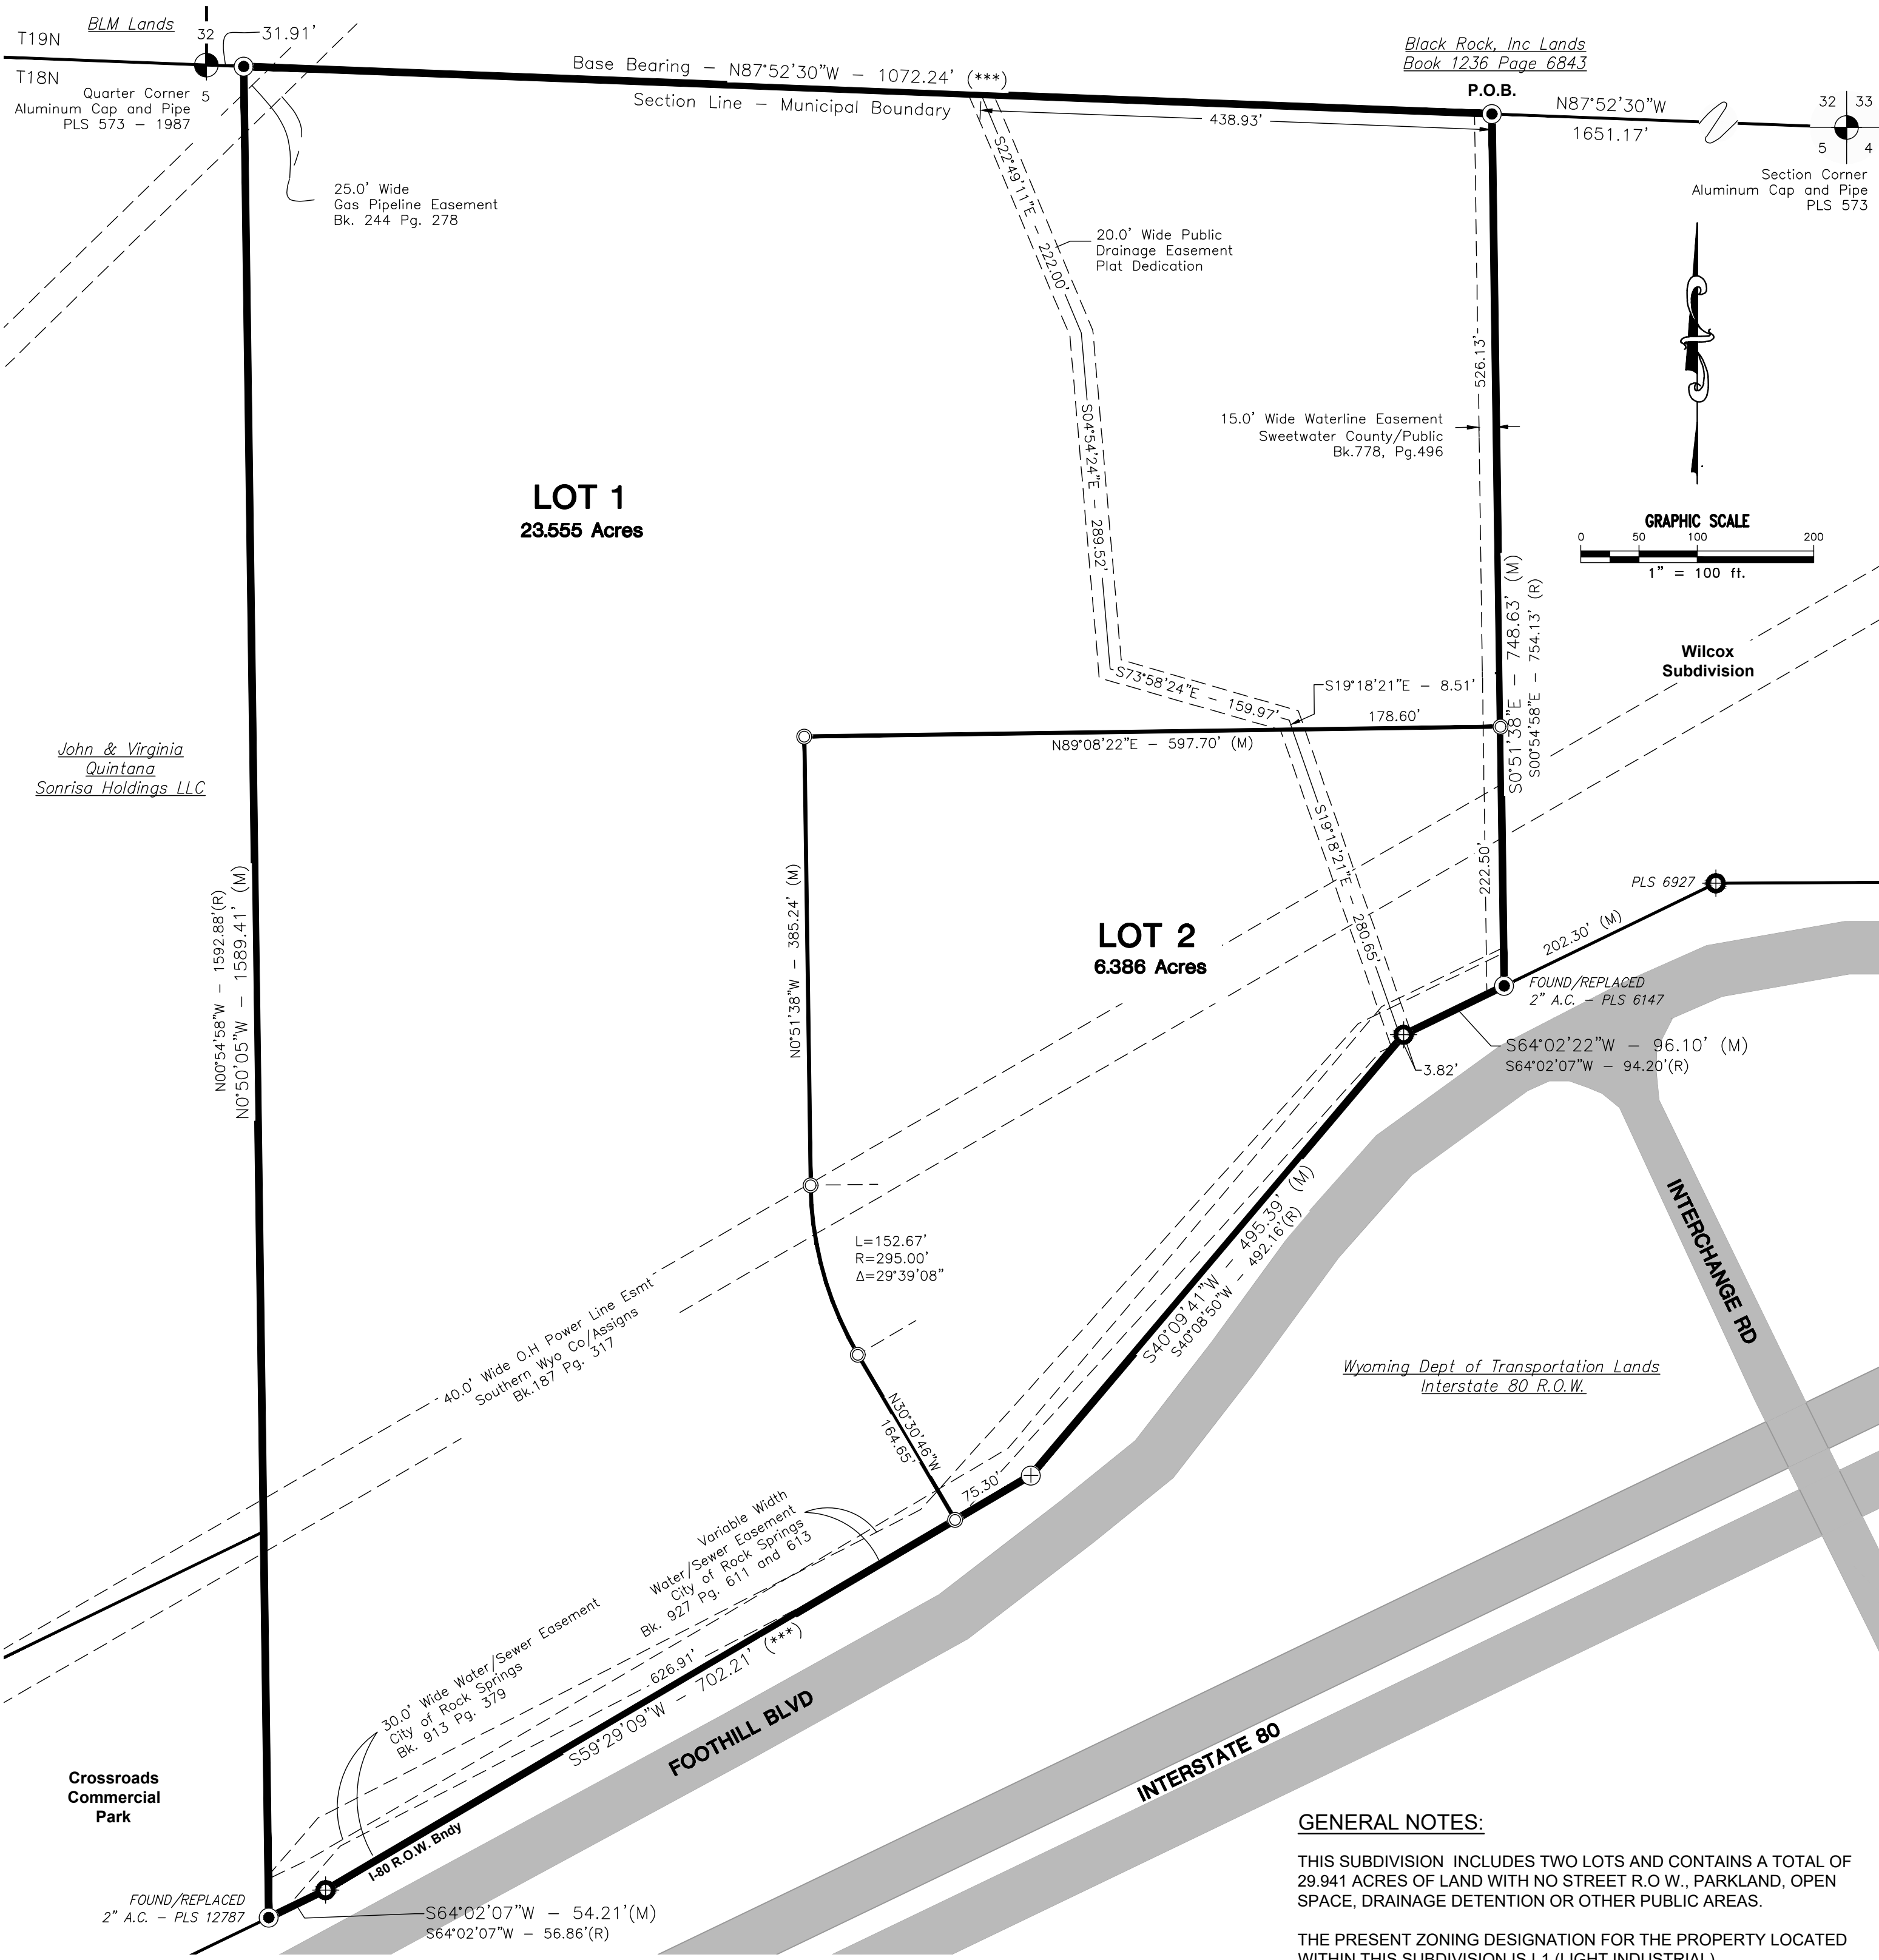 BLM Lands
T19N
T18N
32
5
31.91'
Quarter Corner
Aluminum Cap and Pipe
PLS 573 – 1987
Base Bearing – N87°52'30"W – 1072.24' (***)
Section Line – Municipal Boundary
438.93'
Black Rock, Inc Lands
Book 1236 Page 6843
P.O.B.
N87°52'30"W
1651.17'
32
33
5
4
Section Corner
Aluminum Cap and Pipe
PLS 573
25.0' Wide
Gas Pipeline Easement
Bk. 244 Pg. 278
S22°49'11"E – 222.00'
20.0' Wide Public
Drainage Easement
Plat Dedication
526.13'
15.0' Wide Waterline Easement
Sweetwater County/Public
Bk.778, Pg.496
S04°54'24"E – 289.52'
LOT 1
23.555 Acres
GRAPHIC SCALE
0
50
100
200
1" = 100 ft.
S0°51'38"E – 748.63' (M)
S00°54'58"E – 754.13' (R)
Wilcox
Subdivision
S73°58'24"E – 159.97'
S19°18'21"E – 8.51'
178.60'
N89°08'22"E – 597.70' (M)
John & Virginia
Quintana
Sonrisa Holdings LLC
N00°54'58"W – 1592.88'(R)
N0°50'05"W – 1589.41' (M)
N0°51'38"W – 385.24' (M)
S19°18'21"E – 280.65'
222.50'
LOT 2
6.386 Acres
PLS 6927
202.30' (M)
FOUND/REPLACED
2" A.C. – PLS 6147
S64°02'22"W – 96.10' (M)
S64°02'07"W – 94.20'(R)
3.82'
L=152.67'
R=295.00'
Δ=29°39'08"
40.0' Wide O.H Power Line Esmt
Southern Wyo Co/Assigns
Bk.187 Pg. 317
S40°09'41"W – 495.39' (M)
S40°08'50"W – 492.16'(R)
INTERCHANGE RD
Wyoming Dept of Transportation Lands
Interstate 80 R.O.W.
N30°30'46"W
164.65'
75.30'
Variable Width
Water/Sewer Easement
City of Rock Springs
Bk. 927 Pg. 611 and 613
30.0' Wide Water/Sewer Easement
City of Rock Springs
Bk. 913 Pg. 379
626.91'
S59°29'09"W – 702.21' (***)
FOOTHILL BLVD
INTERSTATE 80
Crossroads
Commercial
Park
I-80 R.O.W. Bndy
FOUND/REPLACED
2" A.C. – PLS 12787
S64°02'07"W – 54.21'(M)
S64°02'07"W – 56.86'(R)
GENERAL NOTES:
THIS SUBDIVISION INCLUDES TWO LOTS AND CONTAINS A TOTAL OF
29.941 ACRES OF LAND WITH NO STREET R.O W., PARKLAND, OPEN
SPACE, DRAINAGE DETENTION OR OTHER PUBLIC AREAS.
THE PRESENT ZONING DESIGNATION FOR THE PROPERTY LOCATED
WITHIN THIS SUBDIVISION IS I-1 (LIGHT INDUSTRIAL)